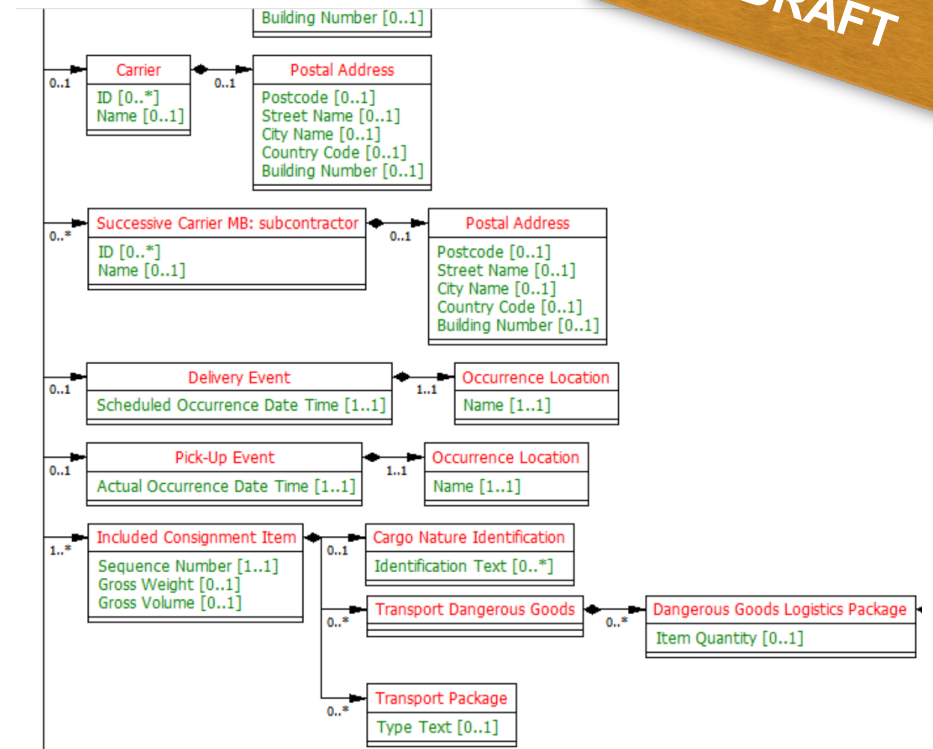 Building Number [0..1]
DRAFT
Carrier
Postal Address
0..1
0..1
ID [0..*]
Name [0..1]
Postcode [0..1]
Street Name [0..1]
City Name [0..1]
Country Code [0..1]
Building Number [0..1]
Successive Carrier MB: subcontractor
Postal Address
0..*
0..1
ID [0..*]
Name [0..1]
Postcode [0..1]
Street Name [0..1]
City Name [0..1]
Country Code [0..1]
Building Number [0..1]
Delivery Event
Occurrence Location
0..1
1..1
Scheduled Occurrence Date Time [1..1]
Name [1..1]
Pick-Up Event
Occurrence Location
0..1
1..1
Actual Occurrence Date Time [1..1]
Name [1..1]
Included Consignment Item
Cargo Nature Identification
1..*
0..1
Sequence Number [1..1]
Gross Weight [0..1]
Gross Volume [0..1]
Identification Text [0..*]
Transport Dangerous Goods
Dangerous Goods Logistics Package
0..*
0..*
Item Quantity [0..1]
Transport Package
0..*
Type Text [0..1]